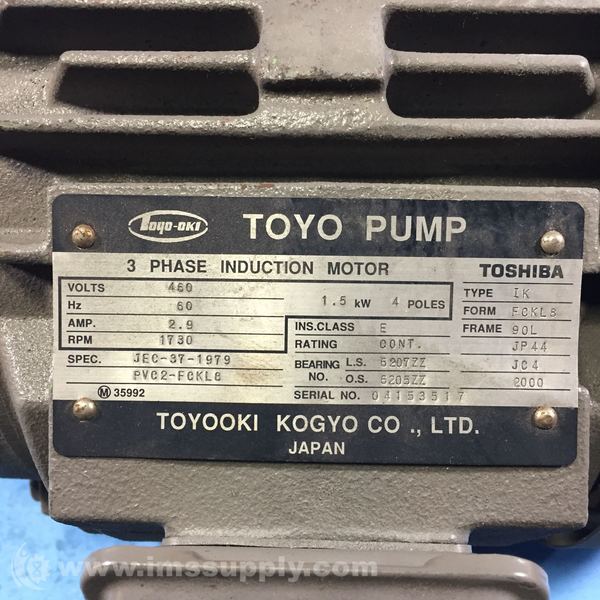 Toyo-oki TOYO PUMP
3 PHASE INDUCTION MOTOR TOSHIBA
VOLTS 460
Hz 60
AMP. 2.9
RPM 1730
1.5 kW 4 POLES
TYPE IK
FORM FCKL8
INS.CLASS E
FRAME 90L
RATING CONT.
JP44
SPEC. JEC-37-1979
PVC2-FCKL8
BEARING NO. L.S. 6207ZZ
O.S. 6205ZZ
JC4
2000
M 35992
SERIAL NO. 04153517
TOYOOKI KOGYO CO ., LTD.
JAPAN
© www.imssupply.com/